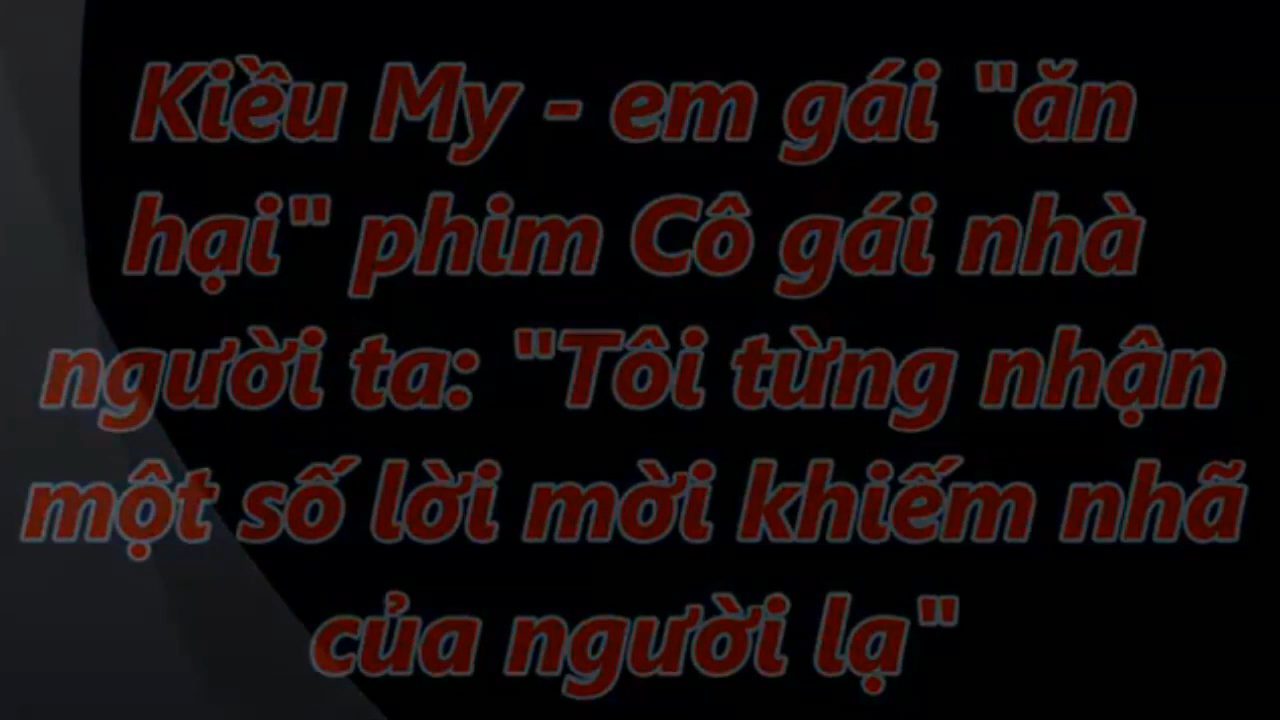 Kiều My - em gái "ăn
hại" phim Cô gái nhà
người ta: "Tôi từng nhận
một số lời mời khiếm nhã
của người lạ"